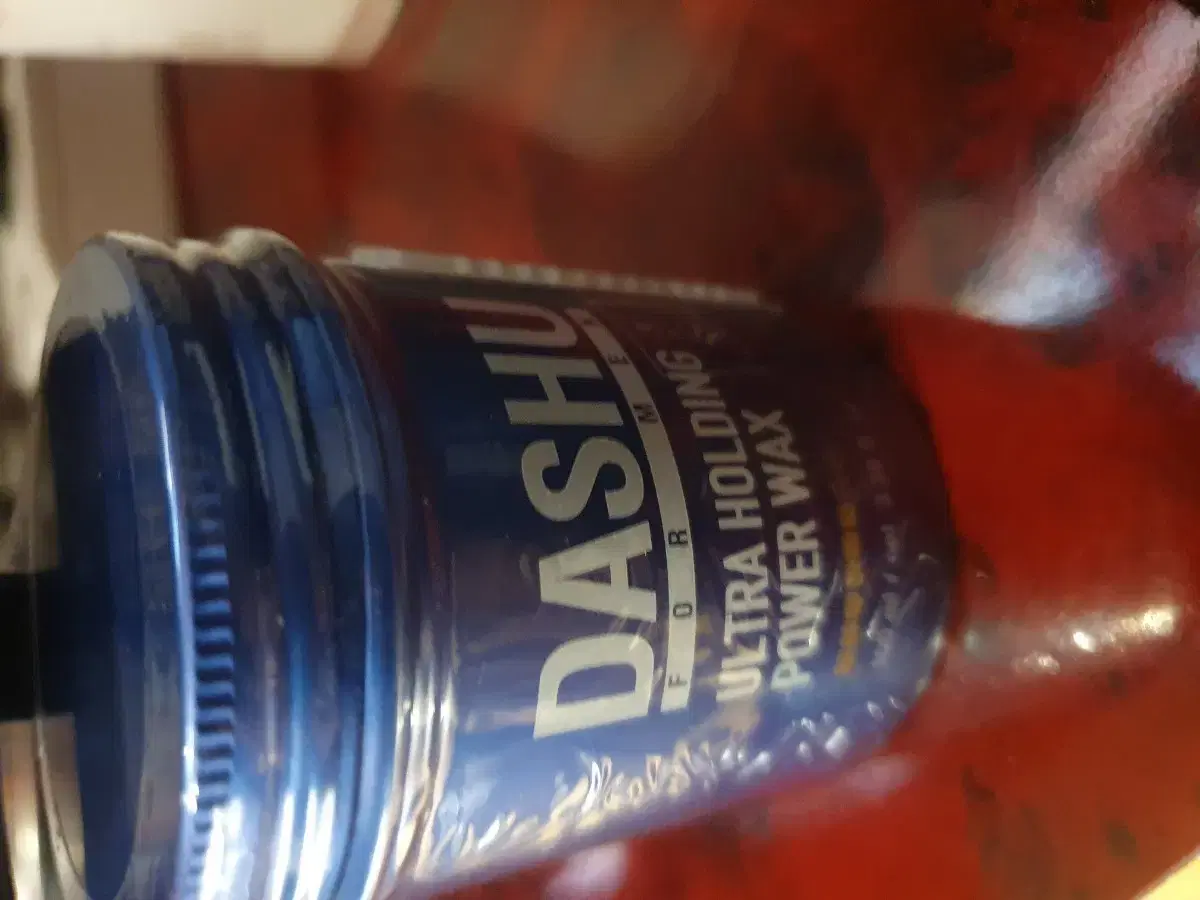 DASHU
FOR MEN
ULTRA HOLDING
POWER WAX